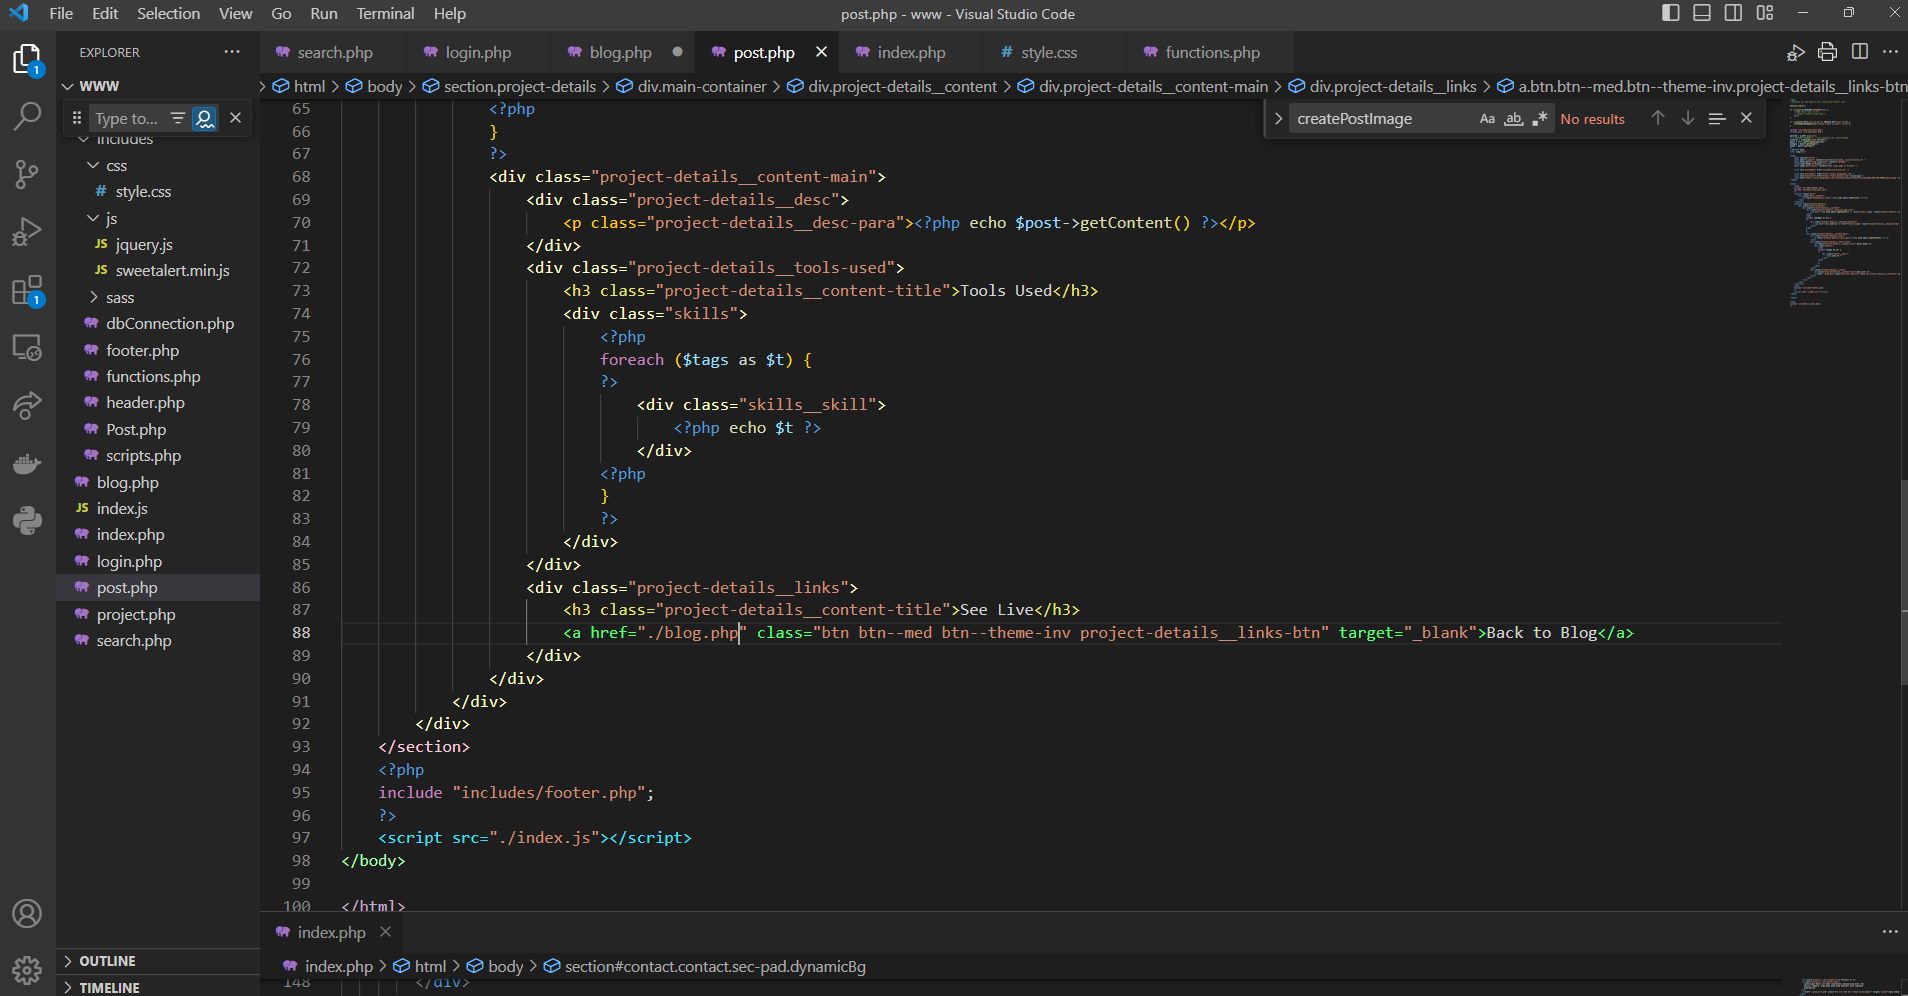 File Edit Selection View Go Run Terminal Help
post.php - www - Visual Studio Code
EXPLORER
WWW
Type to...
includes
css
# style.css
js
JS jquery.js
JS sweetalert.min.js
sass
dbConnection.php
footer.php
functions.php
header.php
Post.php
scripts.php
blog.php
JS index.js
index.php
login.php
post.php
project.php
search.php
OUTLINE
TIMELINE
1
1
search.php login.php blog.php post.php index.php # style.css functions.php
html > body > section.project-details > div.main-container > div.project-details__content > div.project-details__content-main > div.project-details__links > a.btn.btn--med.btn--theme-inv.project-details__links-btn
createPostImage Aa ab .* No results
65 <?php
66 }
67 ?>
68 <div class="project-details__content-main">
69 <div class="project-details__desc">
70 <p class="project-details__desc-para"><?php echo $post->getContent() ?></p>
71 </div>
72 <div class="project-details__tools-used">
73 <h3 class="project-details__content-title">Tools Used</h3>
74 <div class="skills">
75 <?php
76 foreach ($tags as $t) {
77 ?>
78 <div class="skills__skill">
79 <?php echo $t ?>
80 </div>
81 <?php
82 }
83 ?>
84 </div>
85 </div>
86 <div class="project-details__links">
87 <h3 class="project-details__content-title">See Live</h3>
88 <a href="./blog.php" class="btn btn--med btn--theme-inv project-details__links-btn" target="_blank">Back to Blog</a>
89 </div>
90 </div>
91 </div>
92 </div>
93 </section>
94 <?php
95 include "includes/footer.php";
96 ?>
97 <script src="./index.js"></script>
98 </body>
99
100 </html>
index.php
index.php > html > body > section#contact.contact.sec-pad.dynamicBg
148 </div>